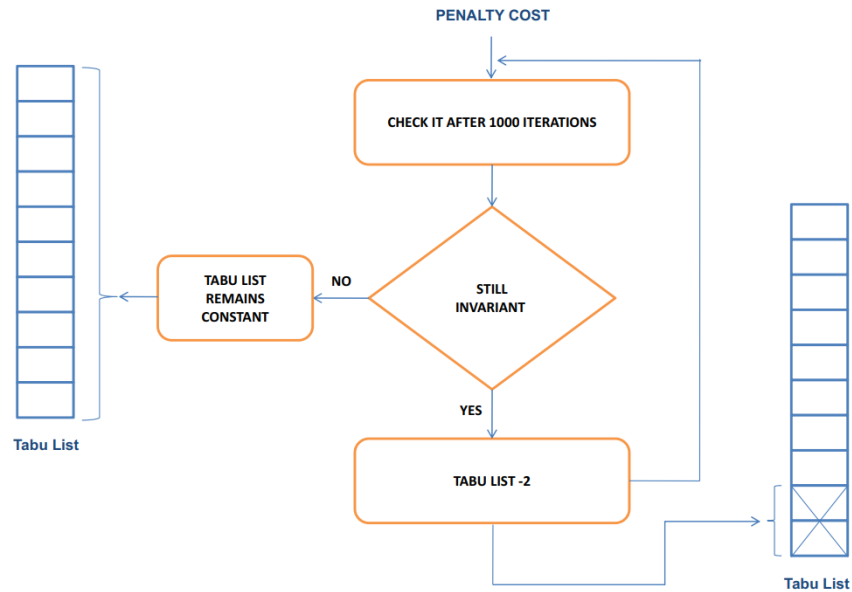 PENALTY COST
CHECK IT AFTER 1000 ITERATIONS
STILL
INVARIANT
NO
TABU LIST
REMAINS
CONSTANT
Tabu List
YES
TABU LIST -2
Tabu List